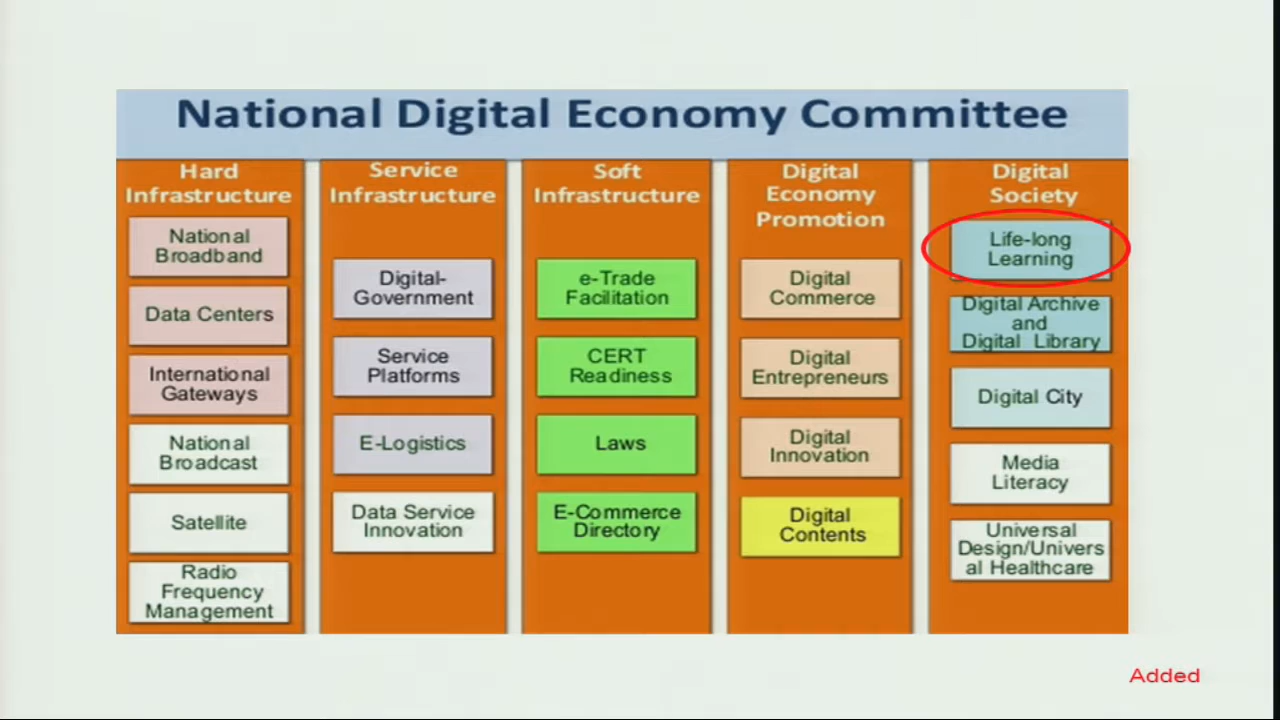 National Digital Economy Committee
Hard
Infrastructure
National
Broadband
Data Centers
International
Gateways
National
Broadcast
Satellite
Radio
Frequency
Management
Service
Infrastructure
Digital-
Government
Service
Platforms
E-Logistics
Data Service
Innovation
Soft
Infrastructure
e-Trade
Facilitation
CERT
Readiness
Laws
E-Commerce
Directory
Digital
Economy
Promotion
Digital
Commerce
Digital
Entrepreneurs
Digital
Innovation
Digital
Contents
Digital
Society
Life-long
Learning
Digital Archive
and
Digital Library
Digital City
Media
Literacy
Universal
Design/Univers
al Healthcare
Added